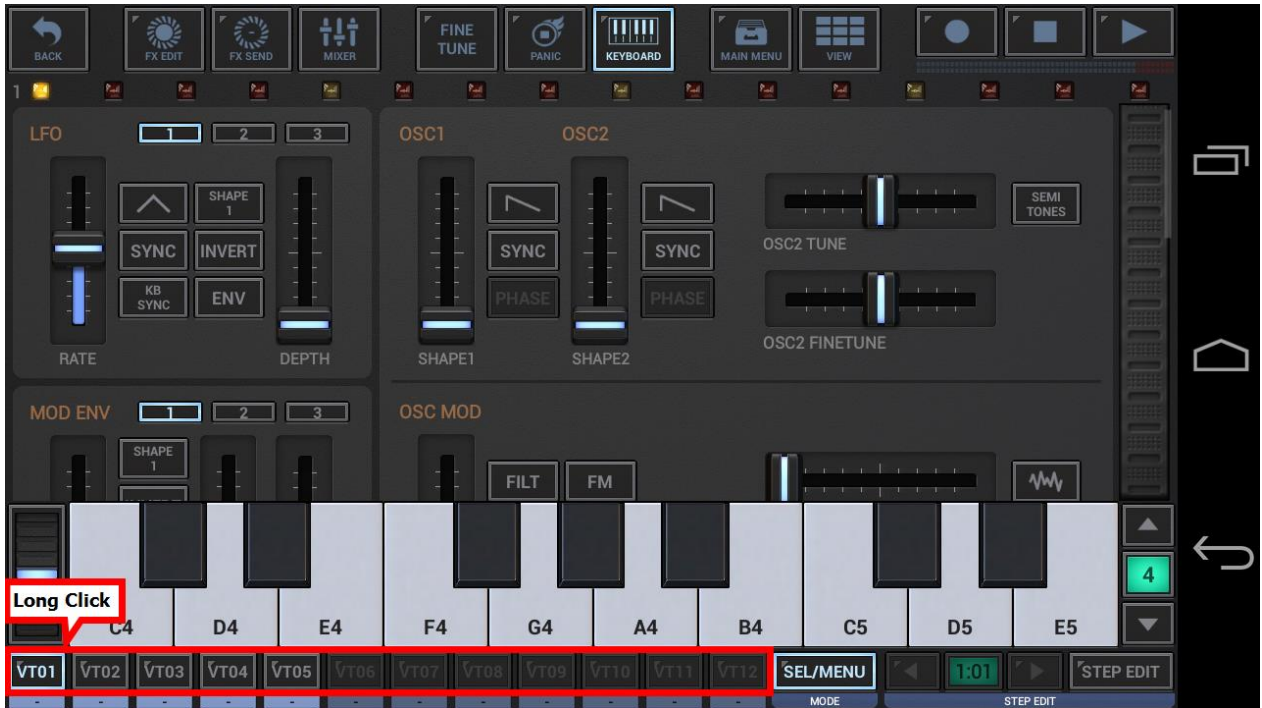 BACK
FX EDIT
FX SEND
MIXER
FINE
TUNE
PANIC
KEYBOARD
MAIN MENU
VIEW
1
LFO
1
2
3
SHAPE
1
SYNC
INVERT
KB
SYNC
ENV
RATE
DEPTH
OSC1
OSC2
SYNC
PHASE
SYNC
PHASE
SHAPE1
SHAPE2
OSC2 TUNE
SEMI
TONES
OSC2 FINETUNE
MOD ENV
1
2
3
SHAPE
1
OSC MOD
FILT
FM
4
Long Click
C4
D4
E4
F4
G4
A4
B4
C5
D5
E5
VT01
VT02
VT03
VT04
VT05
VT06
VT07
VT08
VT09
VT10
VT11
VT12
SEL/MENU
1:01
STEP EDIT
- - - - - - - - - - - -
MODE
STEP EDIT